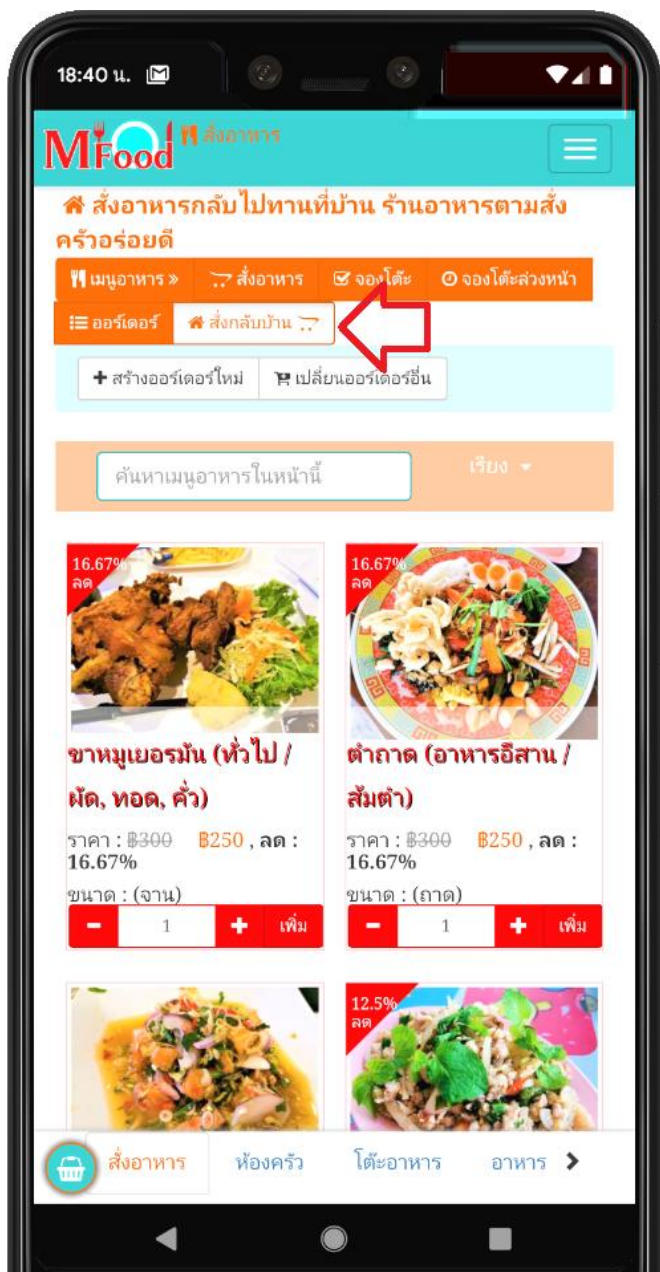 18:40 น.
MFood สั่งอาหาร
สั่งอาหารกลับไปทานที่บ้าน ร้านอาหารตามสั่ง
ครัวอร่อยดี
เมนูอาหาร » สั่งอาหาร จองโต๊ะ จองโต๊ะล่วงหน้า
ออร์เดอร์ สั่งกลับบ้าน
+ สร้างออร์เดอร์ใหม่ เปลี่ยนออร์เดอร์อื่น
ค้นหาเมนูอาหารในหน้านี้ เรียง
16.67% 16.67%
ลด ลด
ขาหมูเยอรมัน (ทั่วไป / ตำถาด (อาหารอีสาน /
ผัด, ทอด, คั่ว) ส้มตำ)
ราคา : ฿300 ฿250 , ลด : ราคา : ฿300 ฿250 , ลด :
16.67% 16.67%
ขนาด : (จาน) ขนาด : (ถาด)
- 1 + เพิ่ม - 1 + เพิ่ม
12.5%
ลด
สั่งอาหาร ห้องครัว โต๊ะอาหาร อาหาร